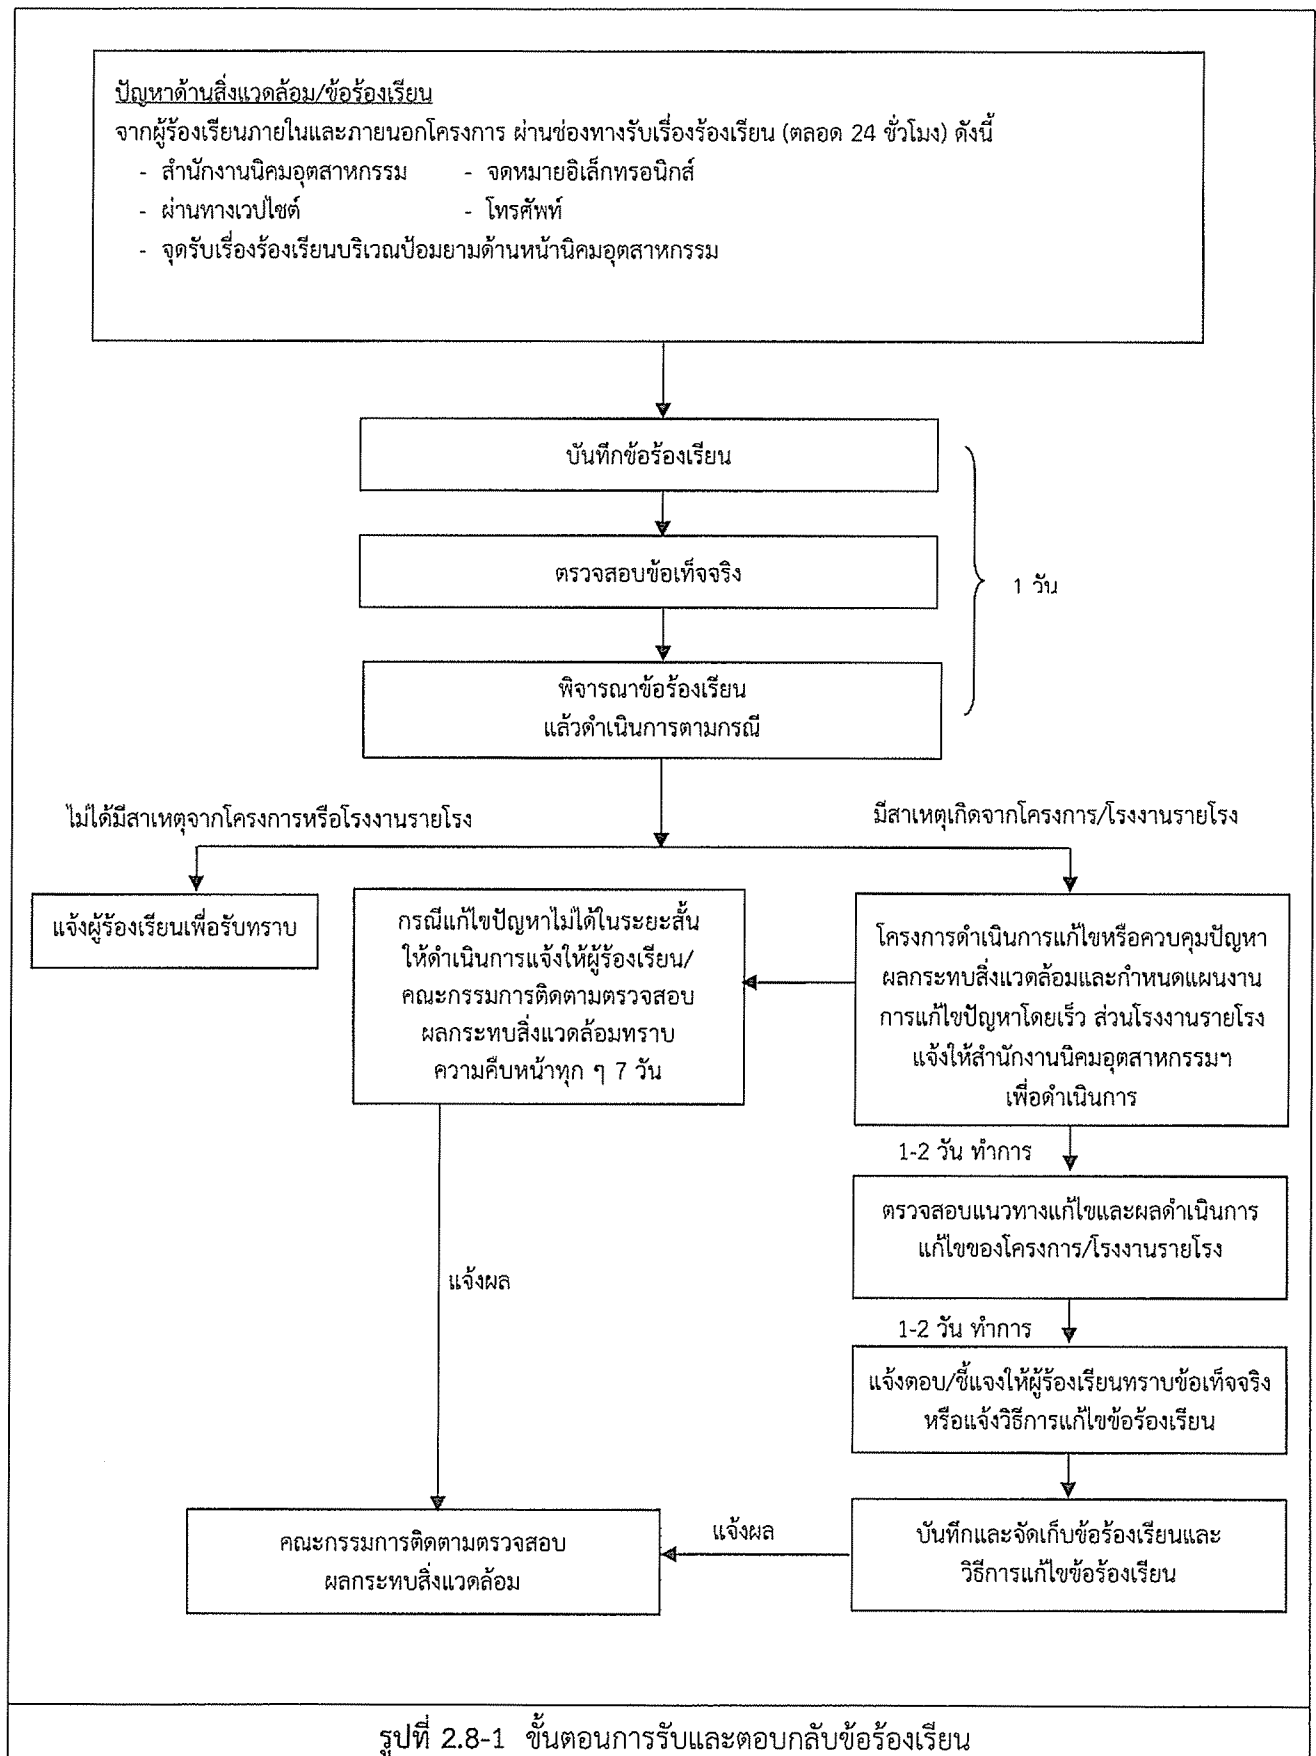 ปัญหาด้านสิ่งแวดล้อม/ข้อร้องเรียน
จากผู้ร้องเรียนภายในและภายนอกโครงการ ผ่านช่องทางรับเรื่องร้องเรียน (ตลอด 24 ชั่วโมง) ดังนี้
- สำนักงานนิคมอุตสาหกรรม - จดหมายอิเล็กทรอนิกส์
- ผ่านทางเวปไซต์ - โทรศัพท์
- จุดรับเรื่องร้องเรียนบริเวณป้อมยามด้านหน้านิคมอุตสาหกรรม
บันทึกข้อร้องเรียน
ตรวจสอบข้อเท็จจริง
1 วัน
พิจารณาข้อร้องเรียน
แล้วดำเนินการตามกรณี
ไม่ได้มีสาเหตุจากโครงการหรือโรงงานรายโรง
มีสาเหตุเกิดจากโครงการ/โรงงานรายโรง
แจ้งผู้ร้องเรียนเพื่อรับทราบ
กรณีแก้ไขปัญหาไม่ได้ในระยะสั้น
ให้ดำเนินการแจ้งให้ผู้ร้องเรียน/
คณะกรรมการติดตามตรวจสอบ
ผลกระทบสิ่งแวดล้อมทราบ
ความคืบหน้าทุก ๆ 7 วัน
โครงการดำเนินการแก้ไขหรือควบคุมปัญหา
ผลกระทบสิ่งแวดล้อมและกำหนดแผนงาน
การแก้ไขปัญหาโดยเร็ว ส่วนโรงงานรายโรง
แจ้งให้สำนักงานนิคมอุตสาหกรรมฯ
เพื่อดำเนินการ
1-2 วัน ทำการ
ตรวจสอบแนวทางแก้ไขและผลดำเนินการ
แก้ไขของโครงการ/โรงงานรายโรง
แจ้งผล
1-2 วัน ทำการ
แจ้งตอบ/ชี้แจงให้ผู้ร้องเรียนทราบข้อเท็จจริง
หรือแจ้งวิธีการแก้ไขข้อร้องเรียน
คณะกรรมการติดตามตรวจสอบ
ผลกระทบสิ่งแวดล้อม
แจ้งผล
บันทึกและจัดเก็บข้อร้องเรียนและ
วิธีการแก้ไขข้อร้องเรียน
รูปที่ 2.8-1 ขั้นตอนการรับและตอบกลับข้อร้องเรียน